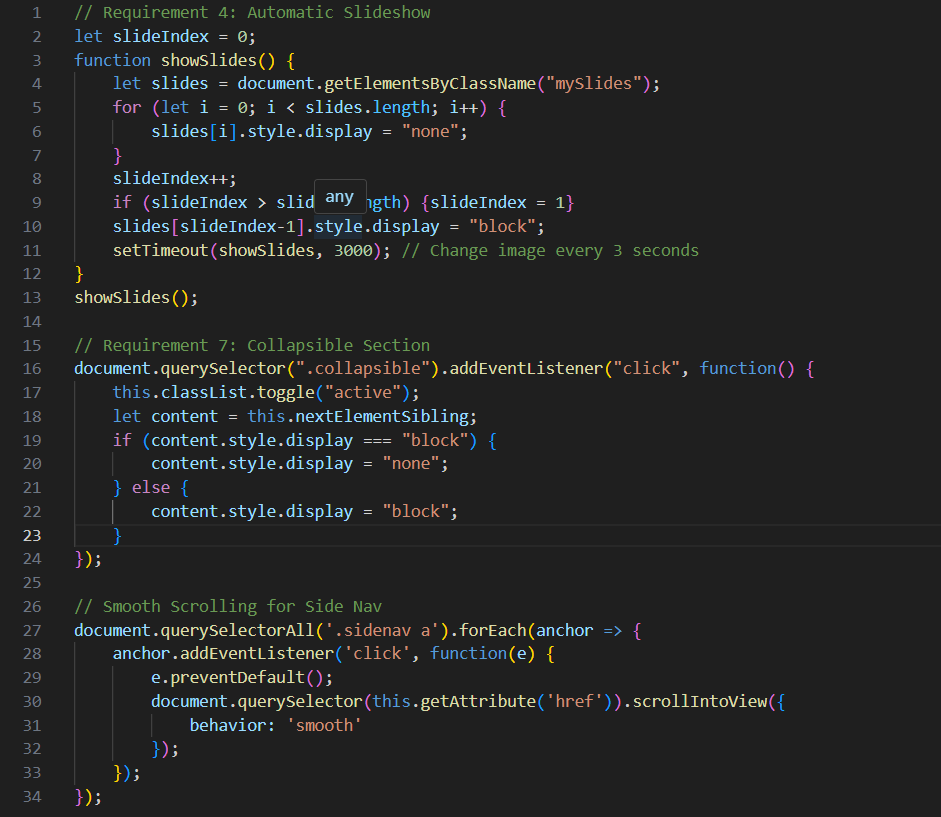 1 // Requirement 4: Automatic Slideshow
2 let slideIndex = 0;
3 function showSlides() {
4     let slides = document.getElementsByClassName("mySlides");
5     for (let i = 0; i < slides.length; i++) {
6         slides[i].style.display = "none";
7     }
8     slideIndex++;
any
9     if (slideIndex > slid ngth) {slideIndex = 1}
10     slides[slideIndex-1].style.display = "block";
11     setTimeout(showSlides, 3000); // Change image every 3 seconds
12 }
13 showSlides();
14
15 // Requirement 7: Collapsible Section
16 document.querySelector(".collapsible").addEventListener("click", function() {
17     this.classList.toggle("active");
18     let content = this.nextElementSibling;
19     if (content.style.display === "block") {
20         content.style.display = "none";
21     } else {
22         content.style.display = "block";
23     }
24 });
25
26 // Smooth Scrolling for Side Nav
27 document.querySelectorAll('.sidenav a').forEach(anchor => {
28     anchor.addEventListener('click', function(e) {
29         e.preventDefault();
30         document.querySelector(this.getAttribute('href')).scrollIntoView({
31             behavior: 'smooth'
32         });
33     });
34 });